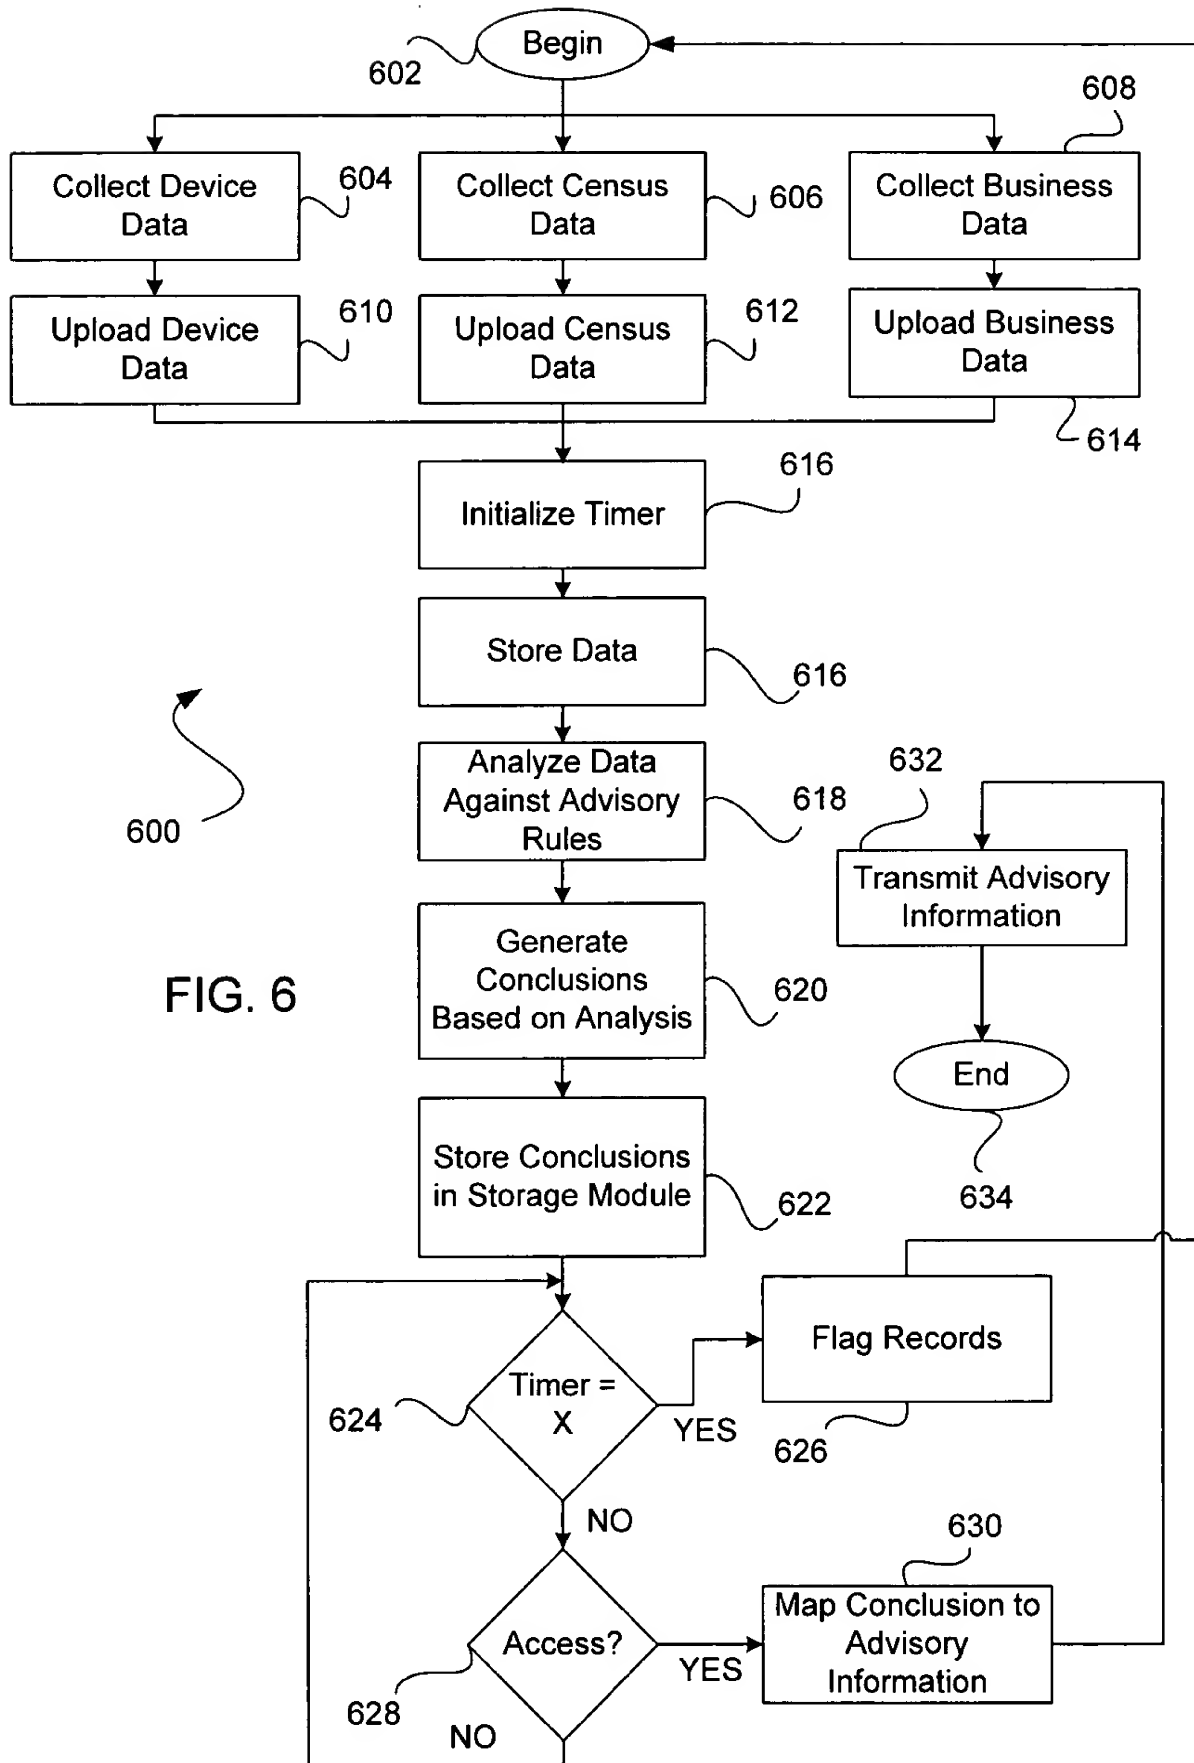 Begin
602
608
Collect Device
Data
604
Collect Census
Data
606
Collect Business
Data
Upload Device
Data
610
Upload Census
Data
612
Upload Business
Data
614
616
Initialize Timer
Store Data
616
600
Analyze Data
Against Advisory
Rules
618
632
Transmit Advisory
Information
FIG. 6
Generate
Conclusions
Based on Analysis
620
End
634
Store Conclusions
in Storage Module
622
Flag Records
626
Timer =
X
624
YES
NO
630
Map Conclusion to
Advisory
Information
Access?
628
YES
NO